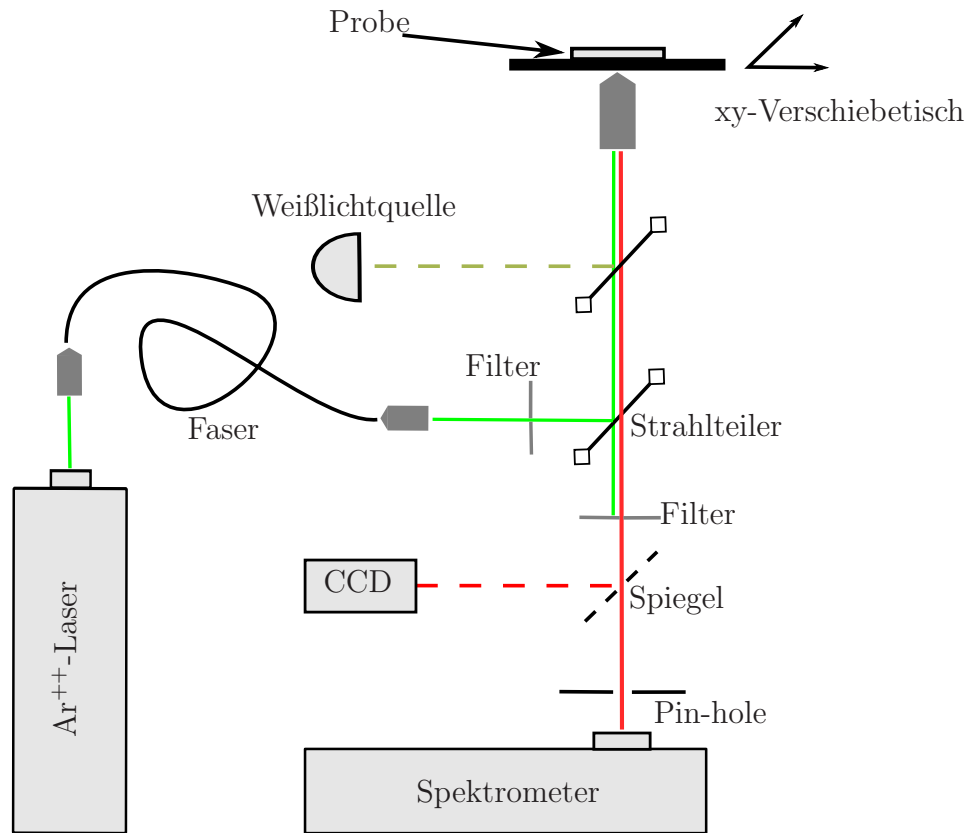 Probe
xy-Verschiebetisch
Weißlichtquelle
Filter
Faser
Strahlteiler
Filter
CCD
Spiegel
Ar++-Laser
Pin-hole
Spektrometer